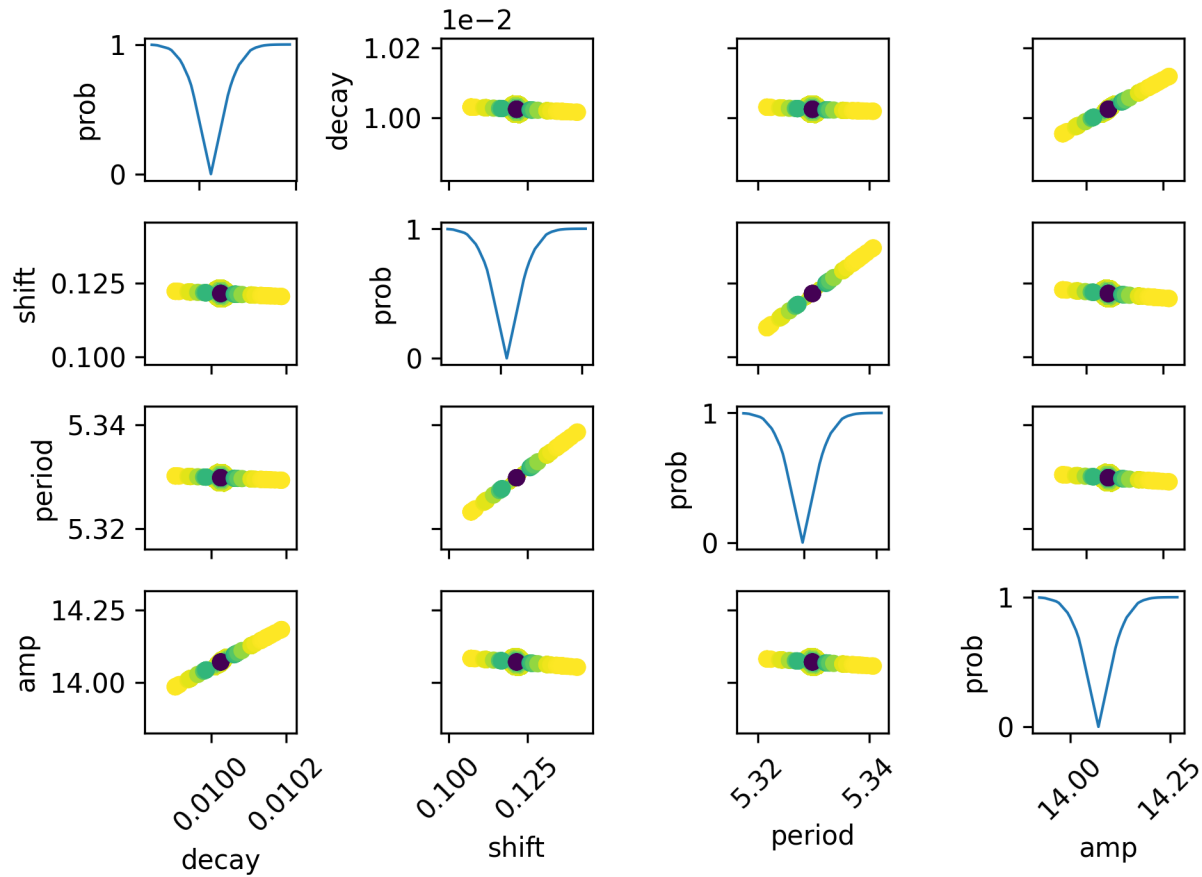 1e−2
1
prob
0
decay
1.02
1.00
shift
0.125
0.100
1
prob
0
period
5.34
5.32
1
prob
0
amp
14.25
14.00
1
prob
0
0.0100 0.0102
0.100 0.125
5.32 5.34
14.00 14.25
decay
shift
period
amp